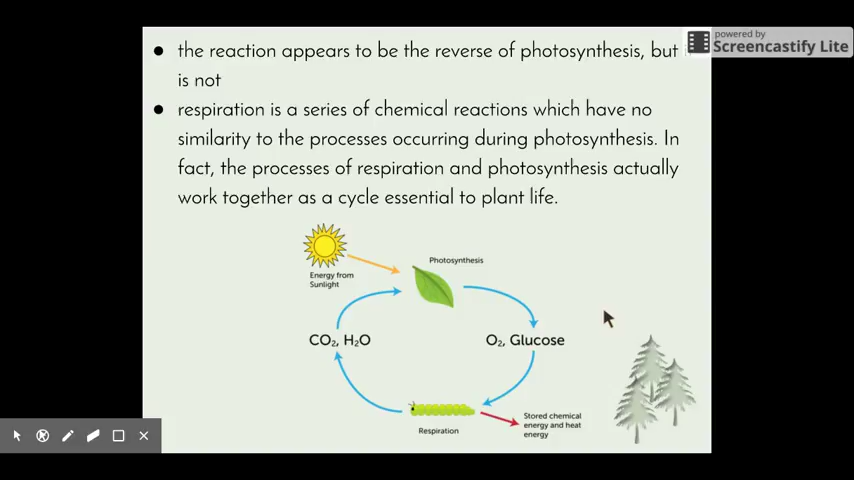 powered by
Screencastify Lite
the reaction appears to be the reverse of photosynthesis, but
is not
respiration is a series of chemical reactions which have no
similarity to the processes occurring during photosynthesis. In
fact, the processes of respiration and photosynthesis actually
work together as a cycle essential to plant life.
Photosynthesis
Energy from
Sunlight
CO₂, H₂O
O₂, Glucose
Stored chemical
energy and heat
energy
Respiration